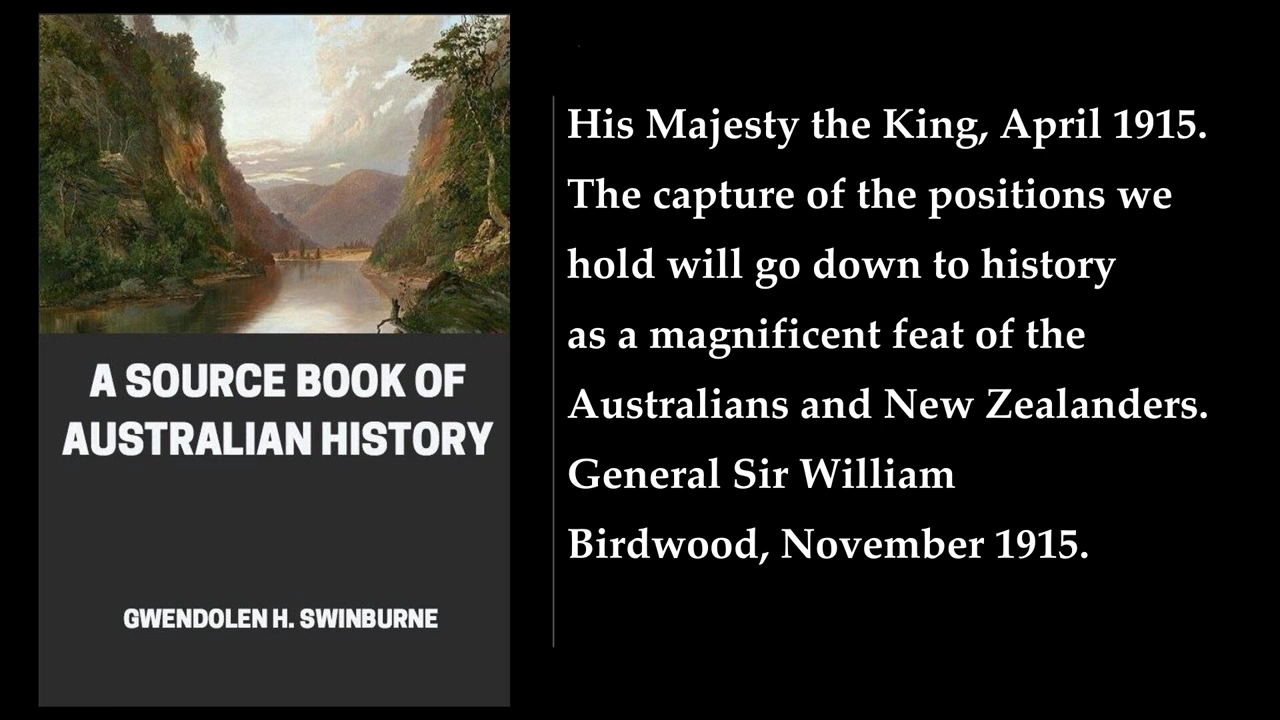 A SOURCE BOOK OF
AUSTRALIAN HISTORY
GWENDOLEN H. SWINBURNE
His Majesty the King, April 1915.
The capture of the positions we
hold will go down to history
as a magnificent feat of the
Australians and New Zealanders.
General Sir William
Birdwood, November 1915.